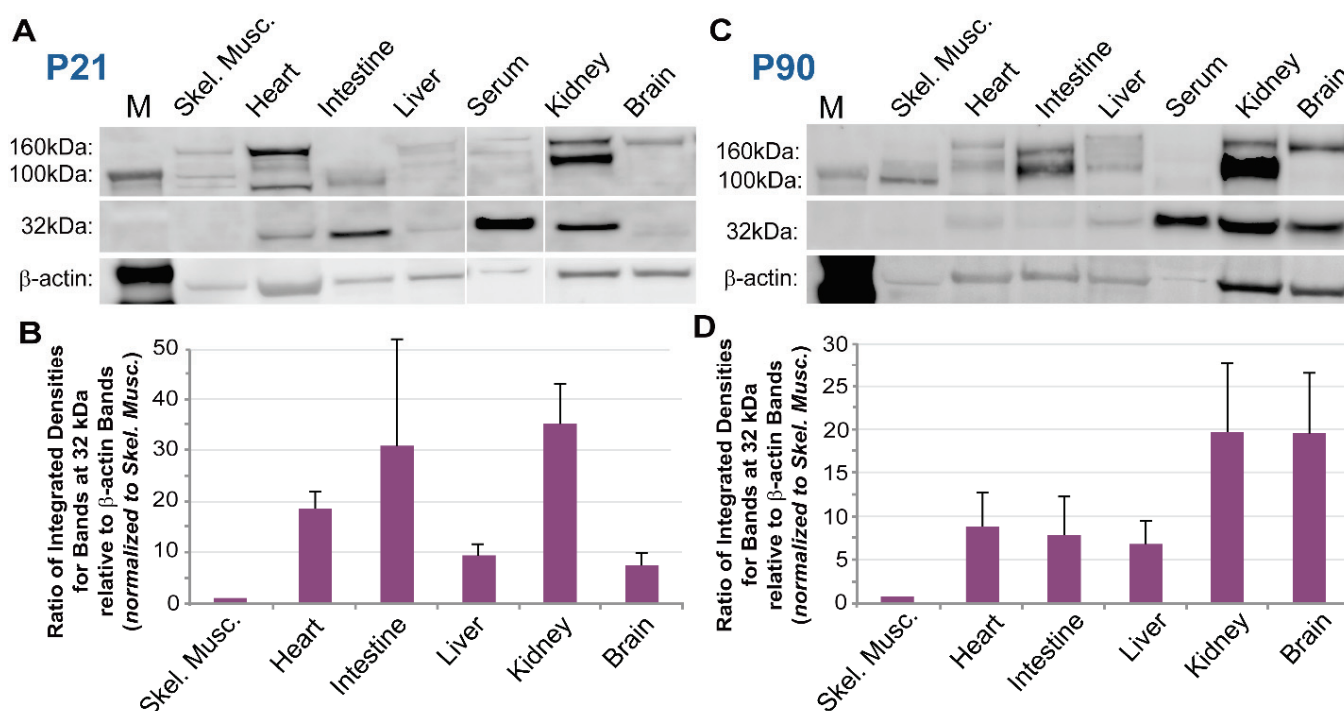 A
P21
M
Skel. Musc.
Heart
Intestine
Liver
Serum
Kidney
Brain
160kDa:
100kDa:
32kDa:
β-actin:
C
P90
M
Skel. Musc.
Heart
Intestine
Liver
Serum
Kidney
Brain
160kDa:
100kDa:
32kDa:
β-actin:
B
Ratio of Integrated Densities
for Bands at 32 kDa
relative to β-actin Bands
(normalized to Skel. Musc.)
50
40
30
20
10
0
Skel. Musc.
Heart
Intestine
Liver
Kidney
Brain
D
Ratio of Integrated Densities
for Bands at 32 kDa
relative to β-actin Bands
(normalized to Skel. Musc.)
30
25
20
15
10
5
0
Skel. Musc.
Heart
Intestine
Liver
Kidney
Brain